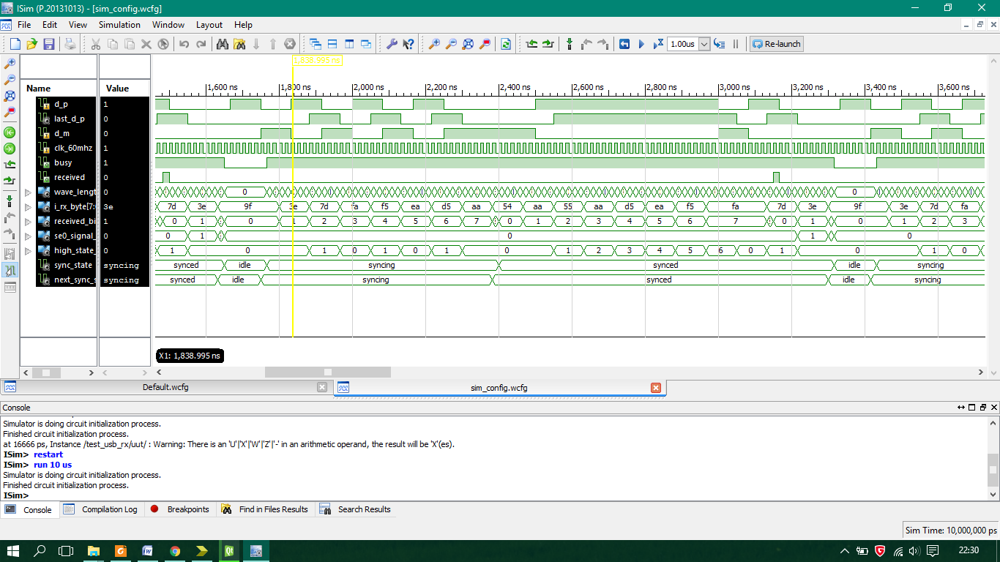 ISim (P.20131013) - [sim_config.wcfg]
File Edit View Simulation Window Layout Help
1.00us Re-launch
1,838.995 ns
Name Value
1,600 ns 1,800 ns 2,000 ns 2,200 ns 2,400 ns 2,600 ns 2,800 ns 3,000 ns 3,200 ns 3,400 ns 3,600 ns
d_p 1
last_d_p 0
d_m 0
clk_60mhz 1
busy 1
received 0
wave_lengt 0 0 0
i_rx_byte[7: 3e 7d 3e 9f 3e 7d fa f5 ea d5 aa 54 aa 55 aa d5 ea f5 fa 7d 3e 9f 3e 7d fa
received_bi 1 0 1 0 1 2 3 4 5 6 7 0 1 2 3 4 5 6 7 0 1 0 1 2 3
se0_signal_ 0 0 1 0 1 0
high_state_ 0 1 0 1 0 1 0 1 0 1 2 3 4 5 6 0 1 0 1 0
sync_state syncing synced idle syncing synced idle syncing
next_sync_s syncing synced idle syncing synced idle syncing
X1: 1,838.995 ns
Default.wcfg sim_config.wcfg
Console
Simulator is doing circuit initialization process.
Finished circuit initialization process.
at 16666 ps, Instance /test_usb_rx/uut/ : Warning: There is an 'U'|'X'|'W'|'Z'|'-' in an arithmetic operand, the result will be 'X'(es).
ISim> restart
ISim> run 10 us
Simulator is doing circuit initialization process.
Finished circuit initialization process.
ISim>
Console Compilation Log Breakpoints Find in Files Results Search Results
Sim Time: 10,000,000 ps
22:30